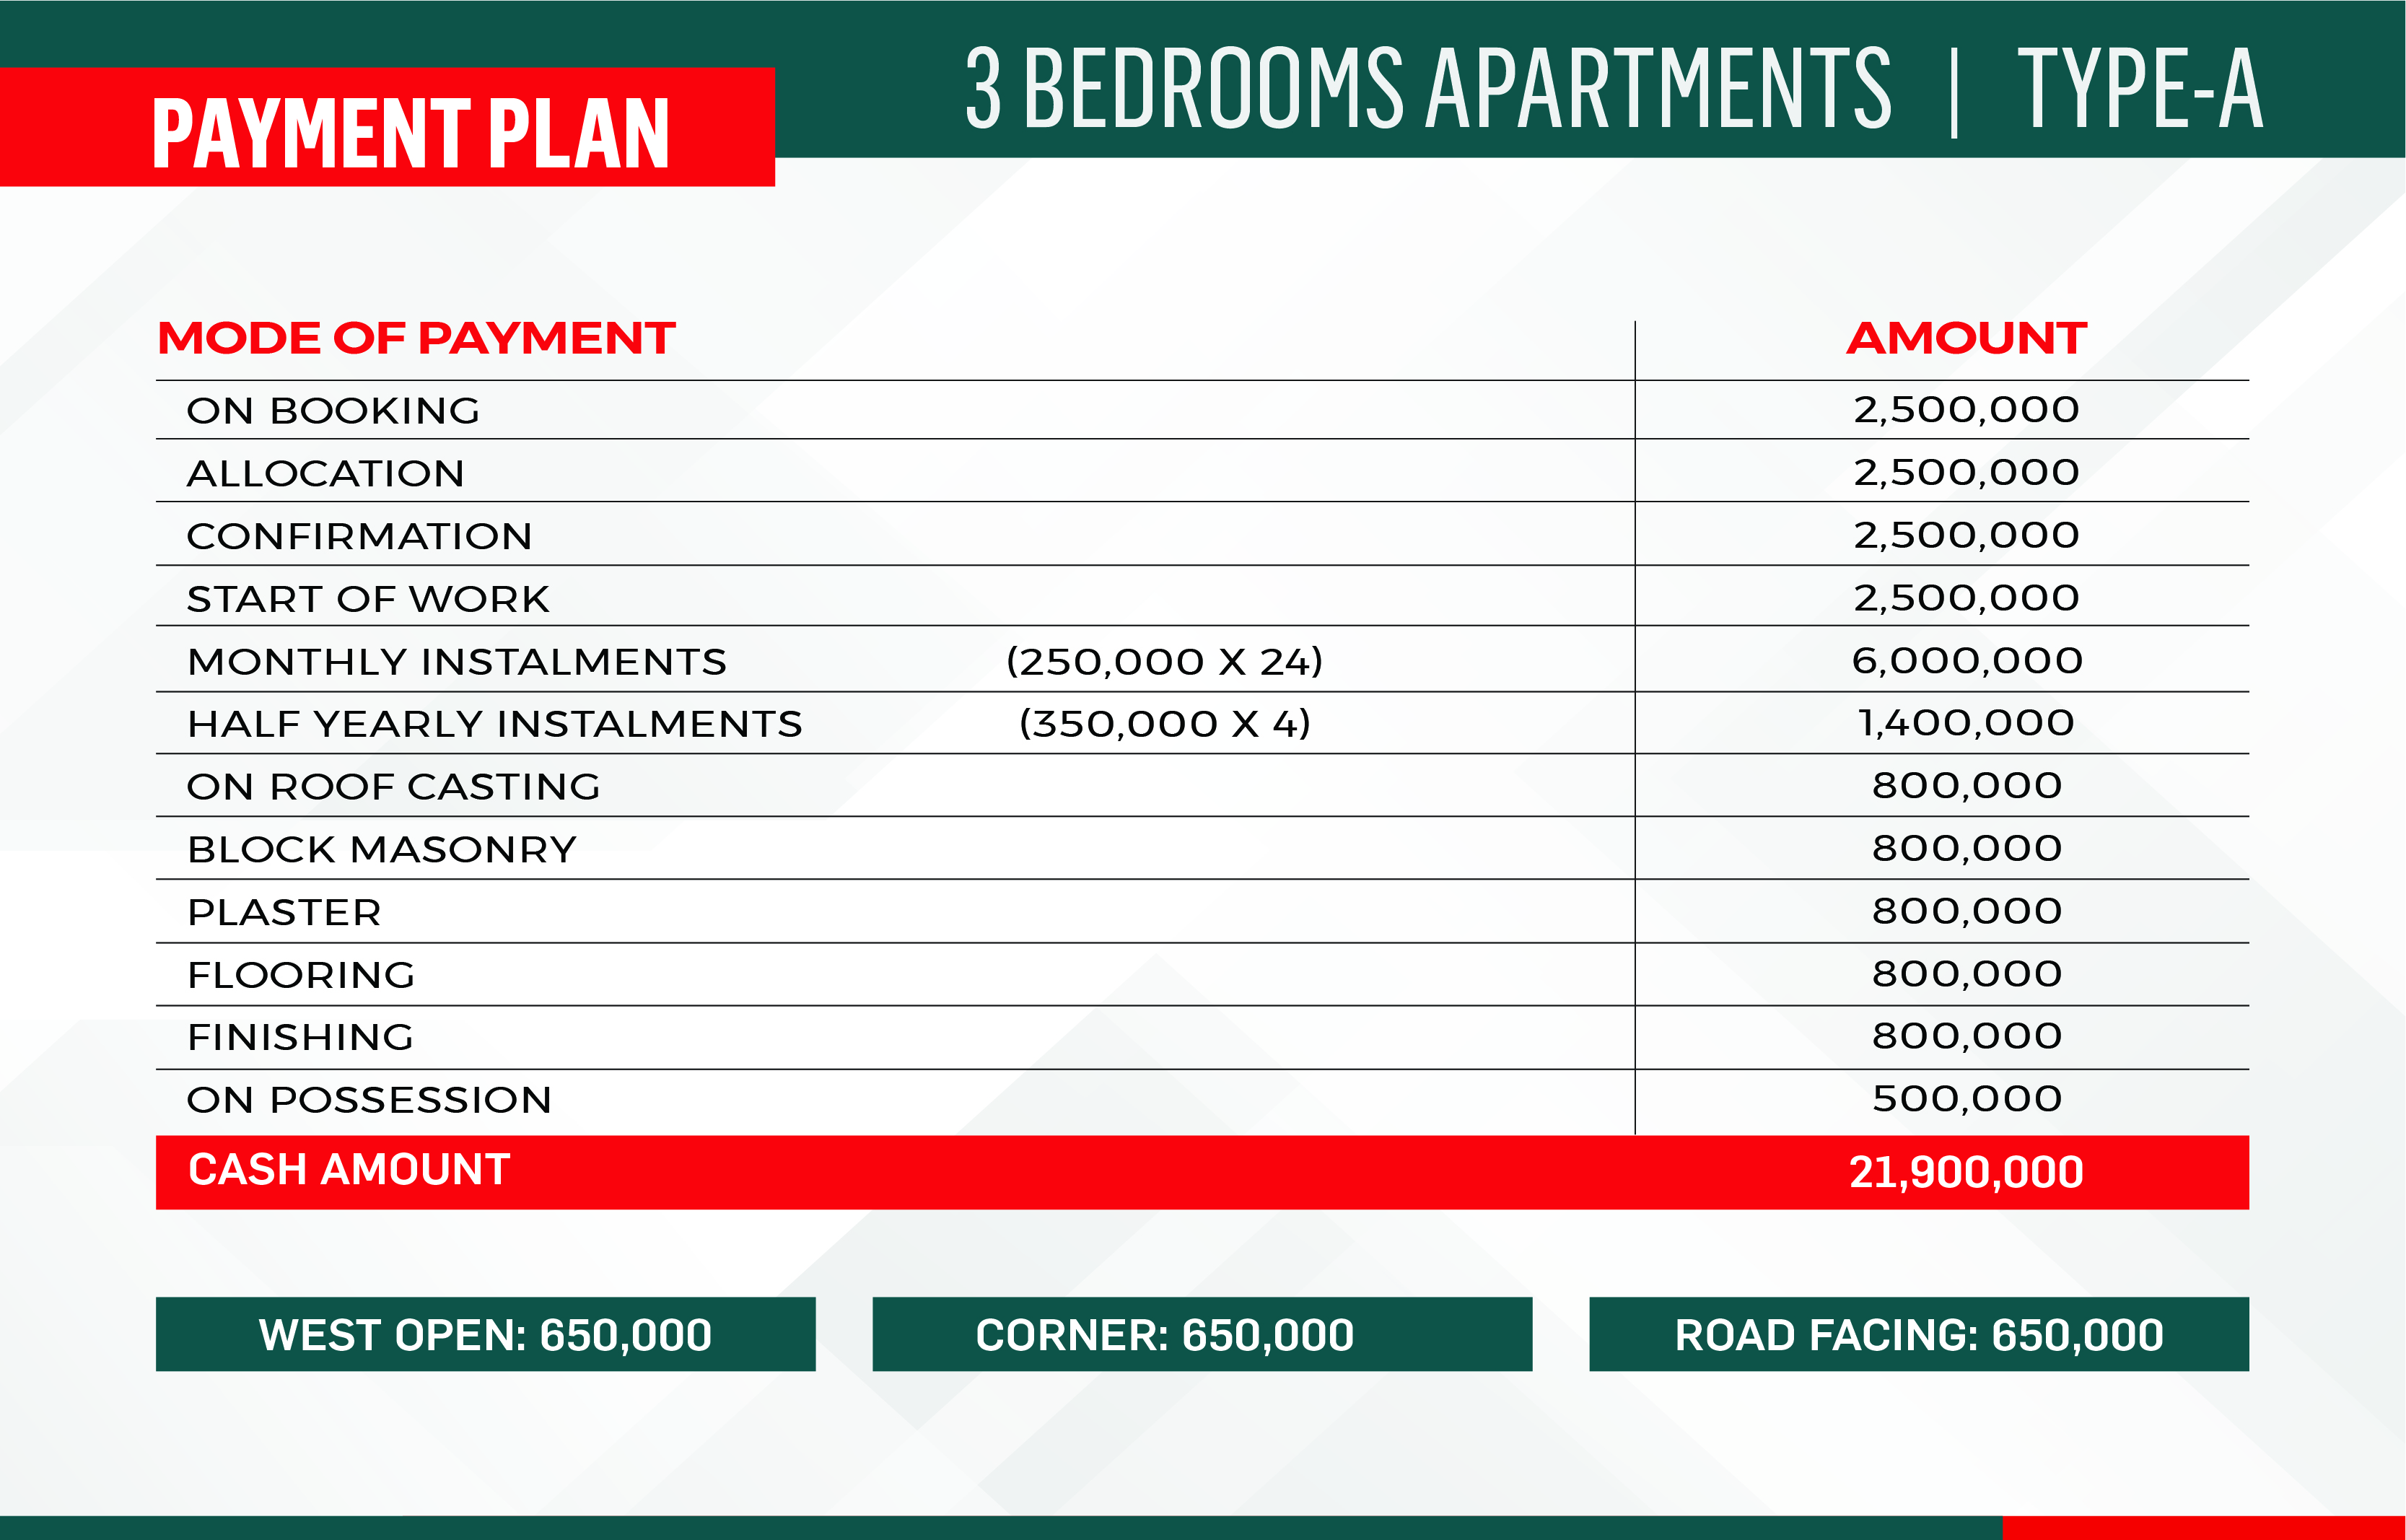 PAYMENT PLAN
3 BEDROOMS APARTMENTS | TYPE-A
MODE OF PAYMENT AMOUNT
ON BOOKING 2,500,000
ALLOCATION 2,500,000
CONFIRMATION 2,500,000
START OF WORK 2,500,000
MONTHLY INSTALMENTS (250,000 X 24) 6,000,000
HALF YEARLY INSTALMENTS (350,000 X 4) 1,400,000
ON ROOF CASTING 800,000
BLOCK MASONRY 800,000
PLASTER 800,000
FLOORING 800,000
FINISHING 800,000
ON POSSESSION 500,000
CASH AMOUNT 21,900,000
WEST OPEN: 650,000 CORNER: 650,000 ROAD FACING: 650,000